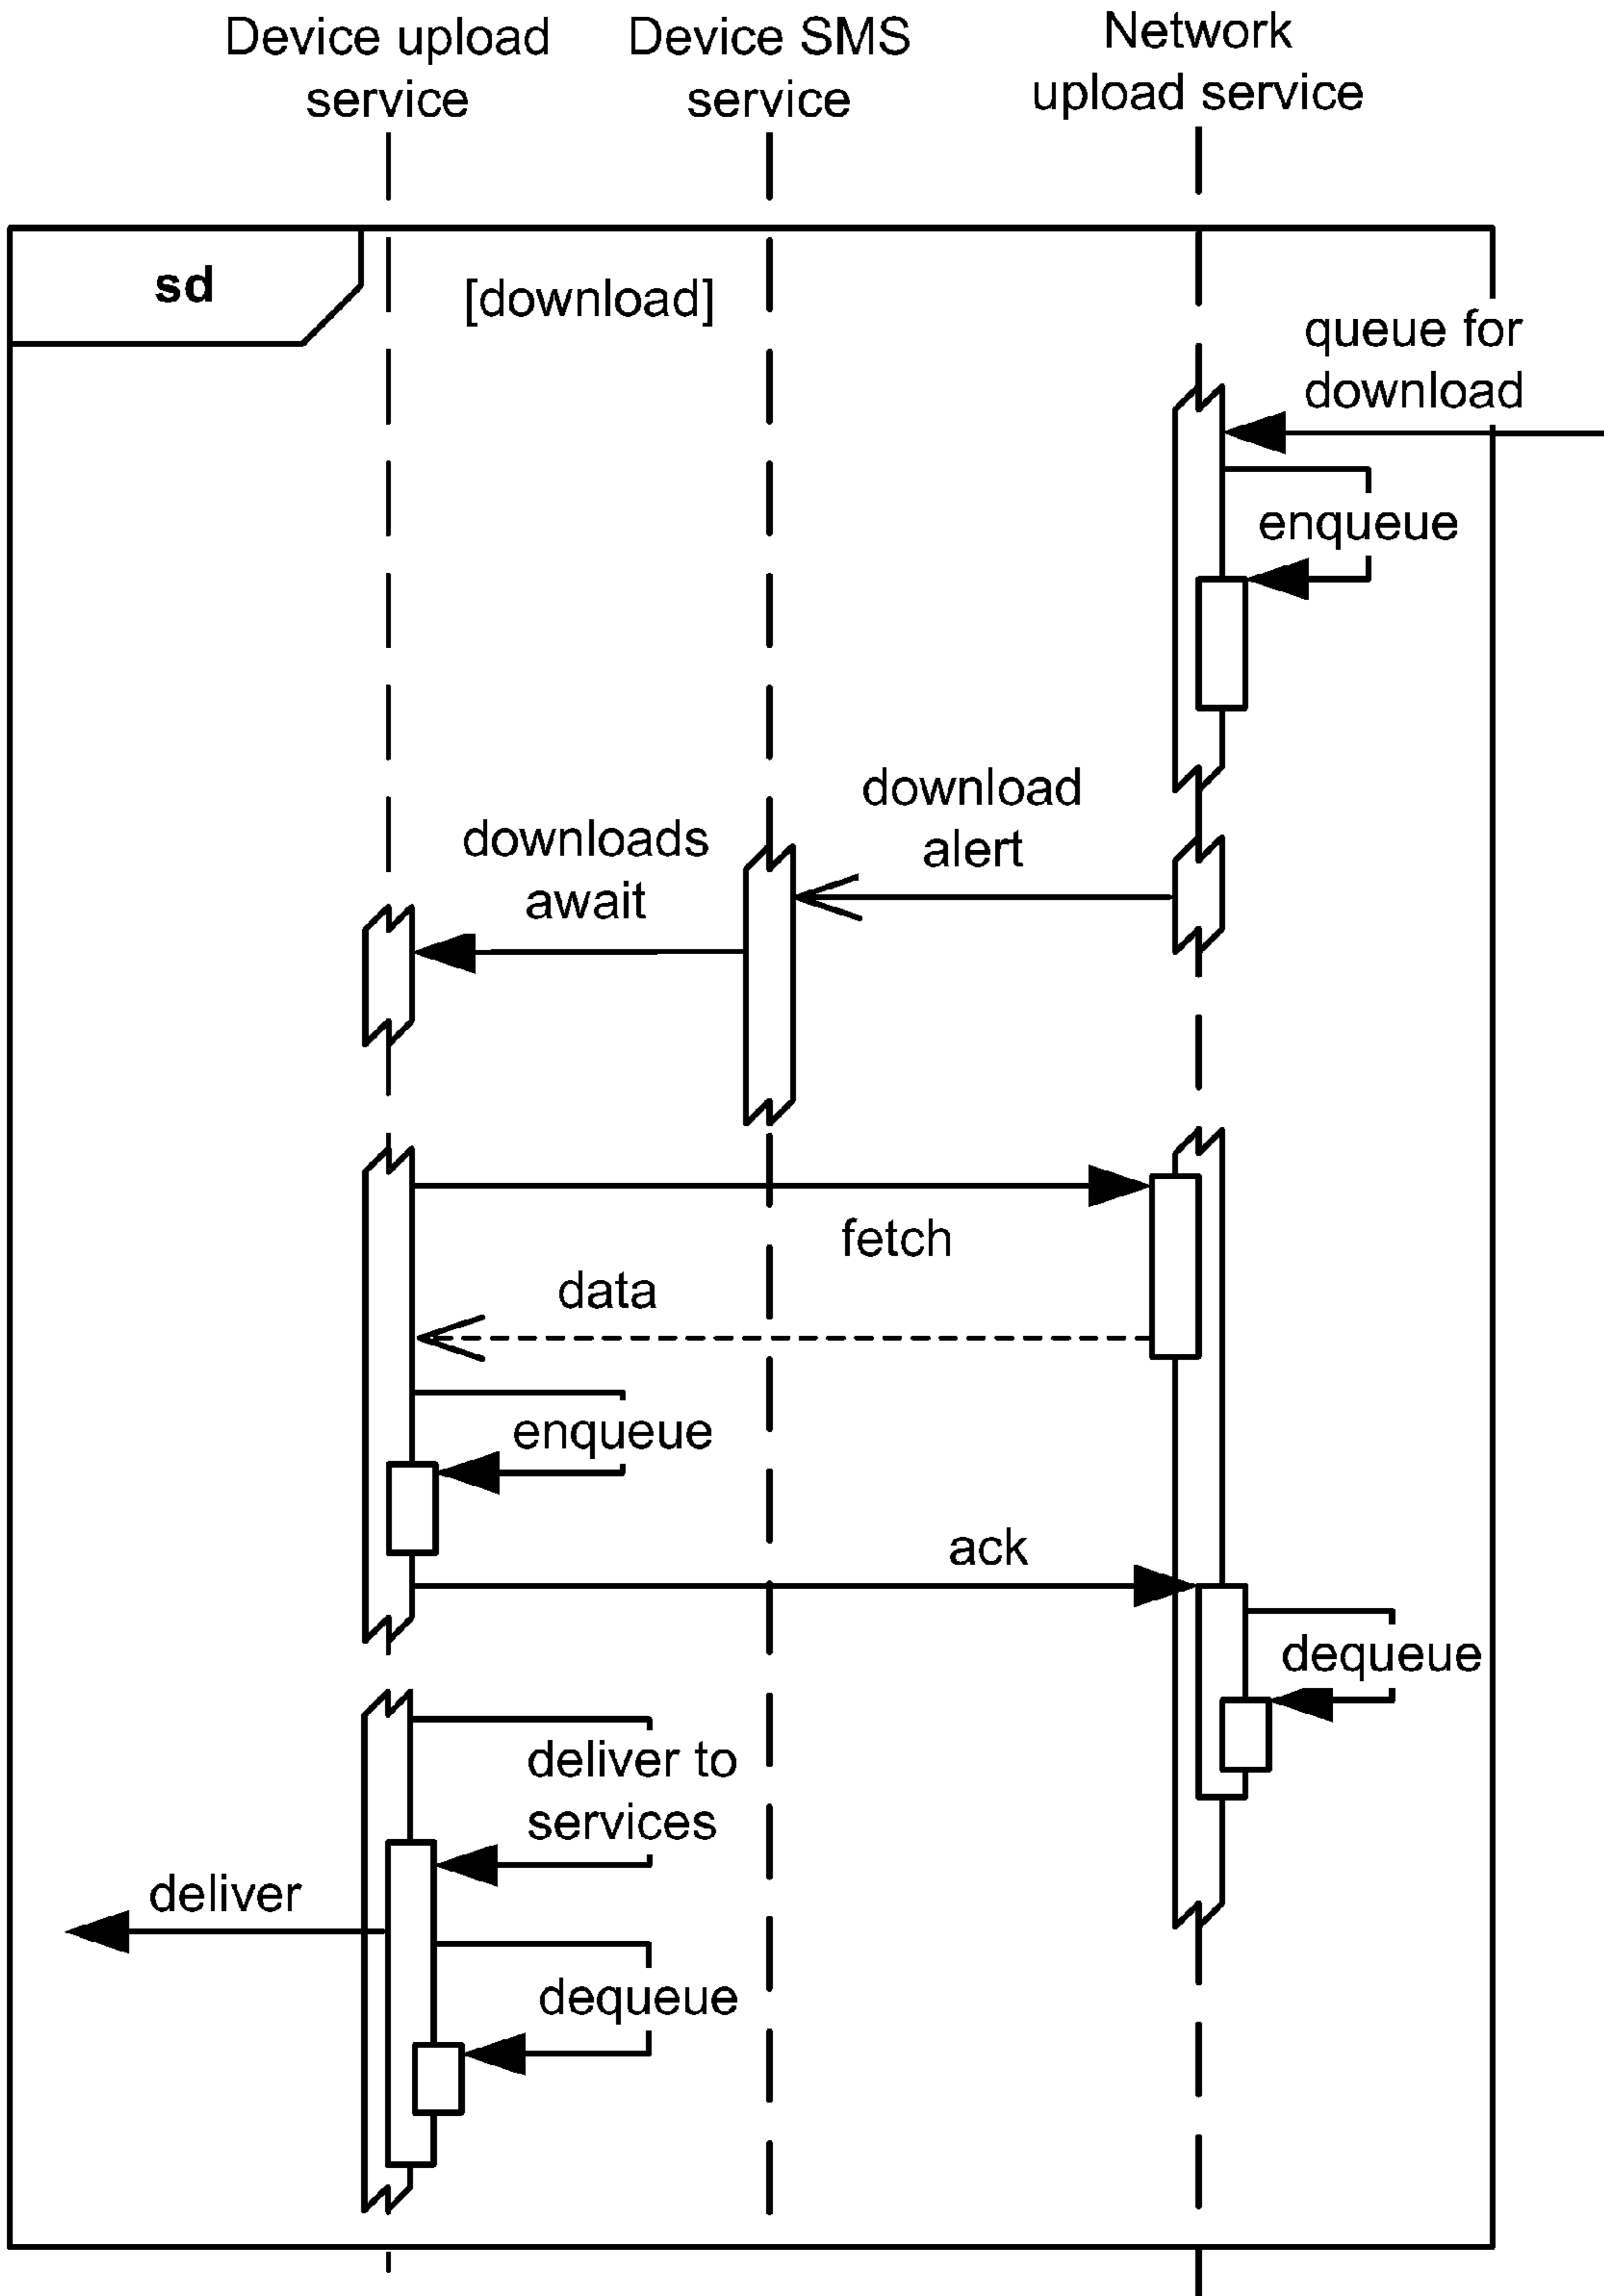 Device upload
service
Device SMS
service
Network
upload service
sd
[download]
queue for
download
enqueue
download
alert
downloads
await
fetch
data
enqueue
ack
dequeue
deliver to
services
deliver
dequeue